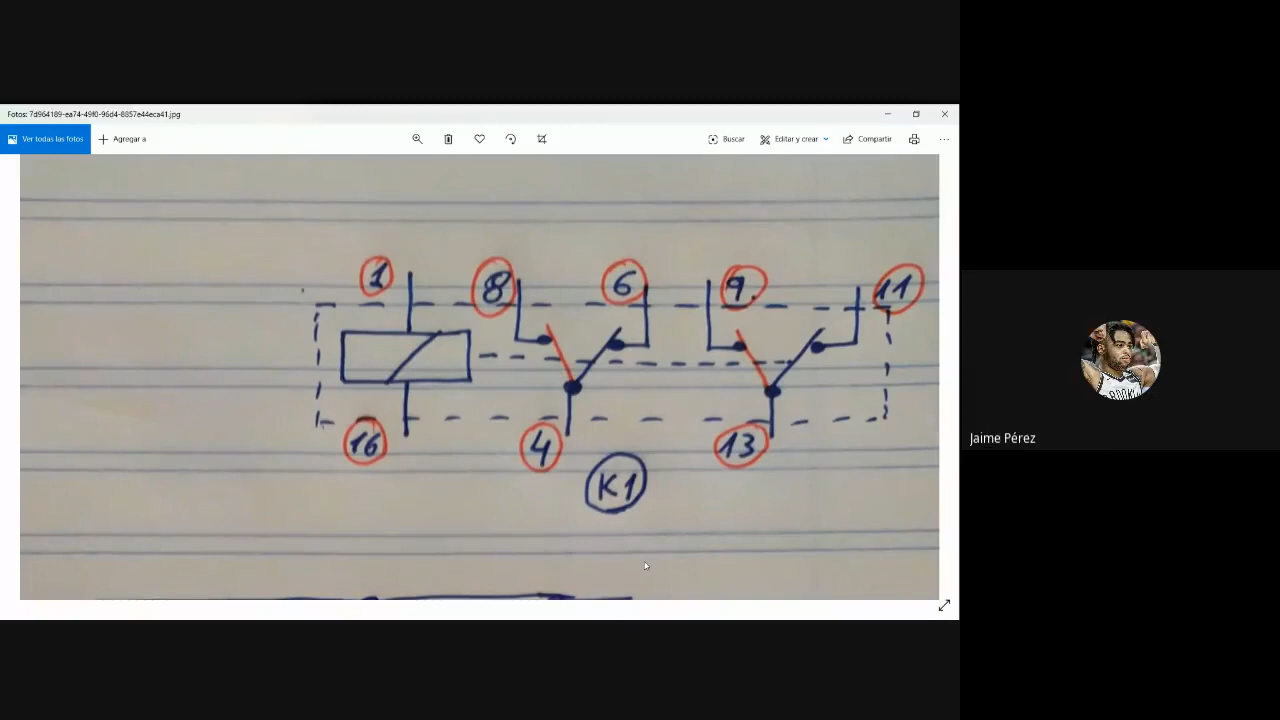 Fotos: 7d964189-ea74-49f0-96d4-8857e44eca41.jpg
Ver todas las fotos
Agregar a
Buscar
Editar y crear
Compartir
1 8 6 9. 11
16 4 13
K1
Jaime Pérez